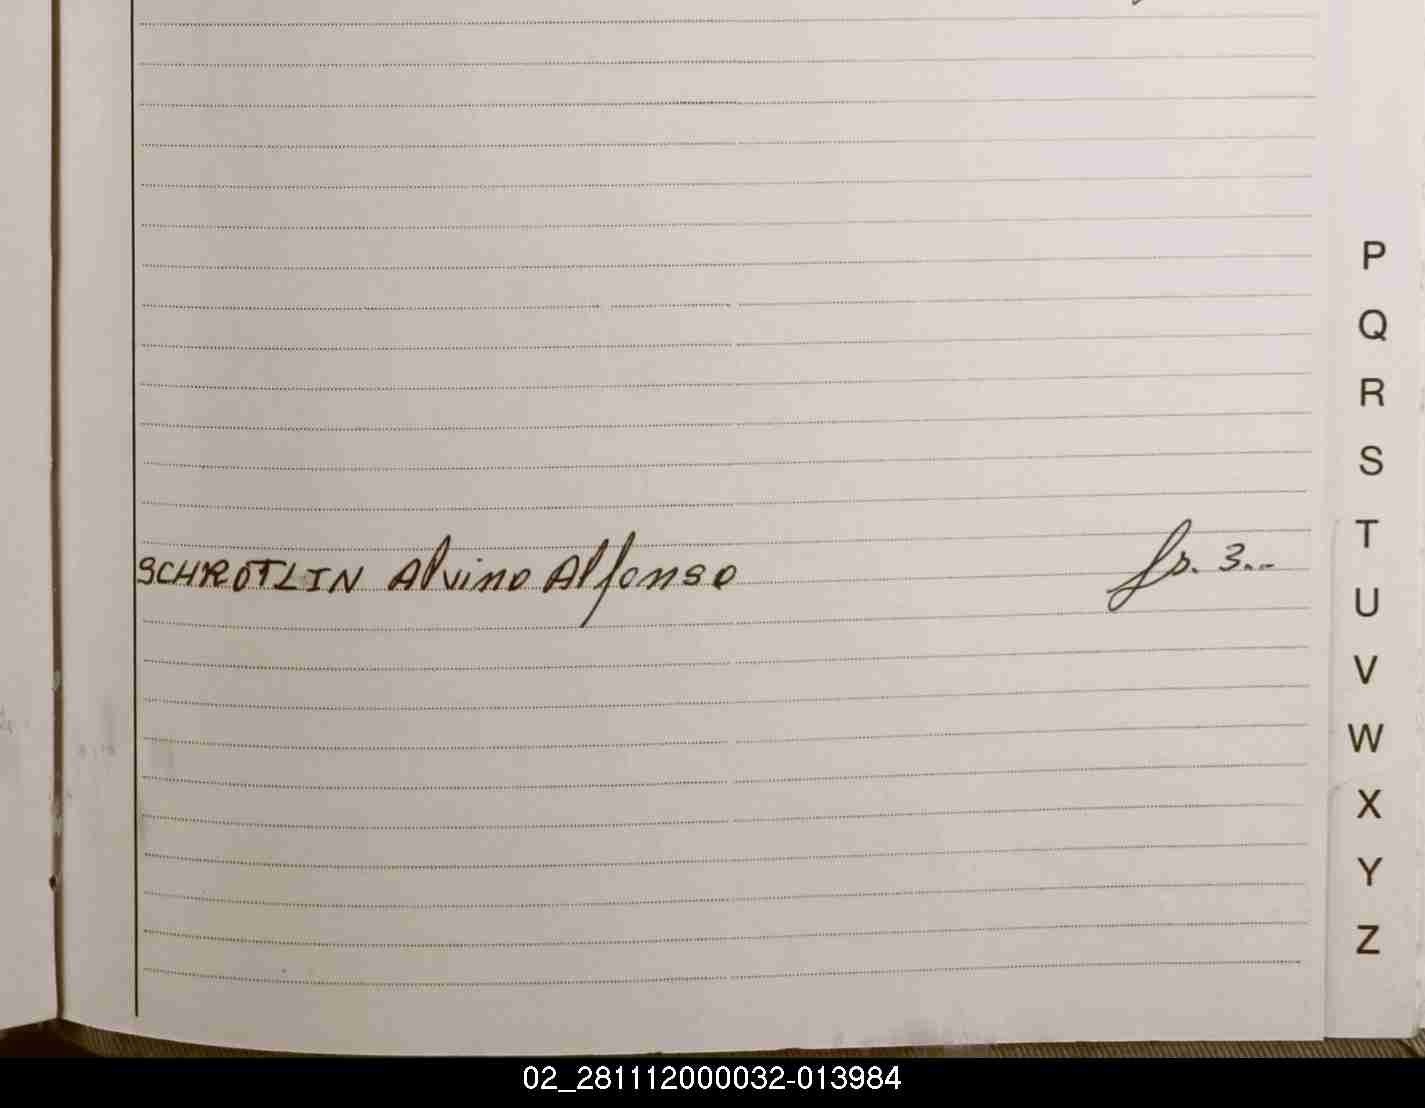 SCHROTLIN Alvino Alfonso fs. 3...
P
Q
R
S
T
U
V
W
X
Y
Z
02_281112000032-013984